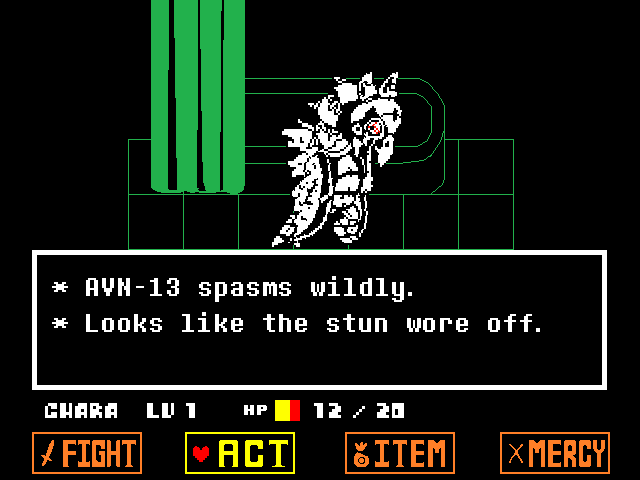 * AVN-13 spasms wildly.
* Looks like the stun wore off.
CHARA LV 1 HP 12 / 20
FIGHT ACT ITEM MERCY